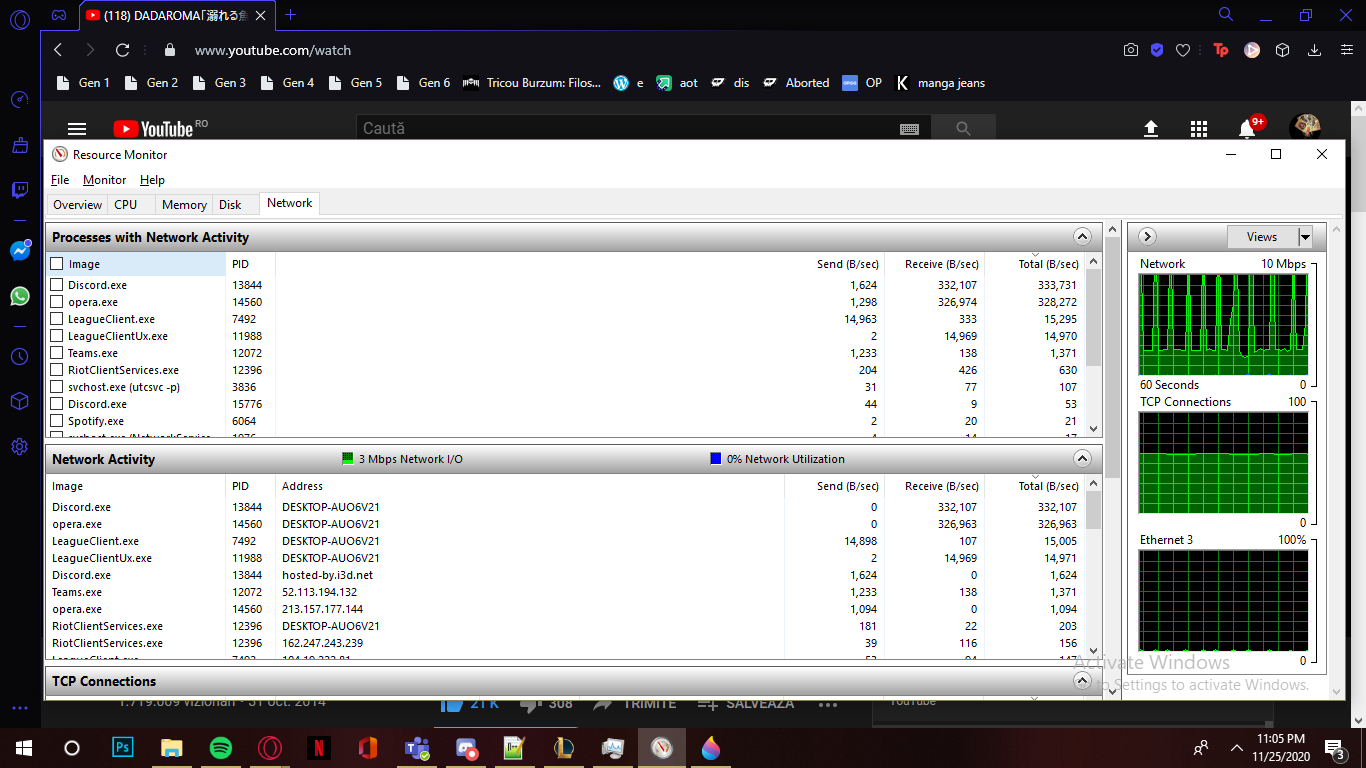 (118) DADAROMA「溺れる魚
www.youtube.com/watch
Tp
Gen 1
Gen 2
Gen 3
Gen 4
Gen 5
Gen 6
Tricou Burzum: Filos...
e
aot
dis
Aborted
OP
manga jeans
YouTube RO
Caută
9+
Resource Monitor
File Monitor Help
Overview CPU Memory Disk Network
Processes with Network Activity
Image PID Send (B/sec) Receive (B/sec) Total (B/sec)
Discord.exe 13844 1,624 332,107 333,731
opera.exe 14560 1,298 326,974 328,272
LeagueClient.exe 7492 14,963 333 15,295
LeagueClientUx.exe 11988 2 14,969 14,970
Teams.exe 12072 1,233 138 1,371
RiotClientServices.exe 12396 204 426 630
svchost.exe (utcsvc -p) 3836 31 77 107
Discord.exe 15776 44 9 53
Spotify.exe 6064 2 20 21
Network Activity 3 Mbps Network I/O 0% Network Utilization
Image PID Address Send (B/sec) Receive (B/sec) Total (B/sec)
Discord.exe 13844 DESKTOP-AUO6V21 0 332,107 332,107
opera.exe 14560 DESKTOP-AUO6V21 0 326,963 326,963
LeagueClient.exe 7492 DESKTOP-AUO6V21 14,898 107 15,005
LeagueClientUx.exe 11988 DESKTOP-AUO6V21 2 14,969 14,971
Discord.exe 13844 hosted-by.i3d.net 1,624 0 1,624
Teams.exe 12072 52.113.194.132 1,233 138 1,371
opera.exe 14560 213.157.177.144 1,094 0 1,094
RiotClientServices.exe 12396 DESKTOP-AUO6V21 181 22 203
RiotClientServices.exe 12396 162.247.243.239 39 116 156
TCP Connections
Views
Network 10 Mbps
60 Seconds 0
TCP Connections 100
0
Ethernet 3 100%
0
Activate Windows
to Settings to activate Windows.
1.719.009 vizionări • 31 oct. 2014
21 K
308
TRIMITE
SALVEAZĂ
YouTube
Ps
N
11:05 PM
11/25/2020
3